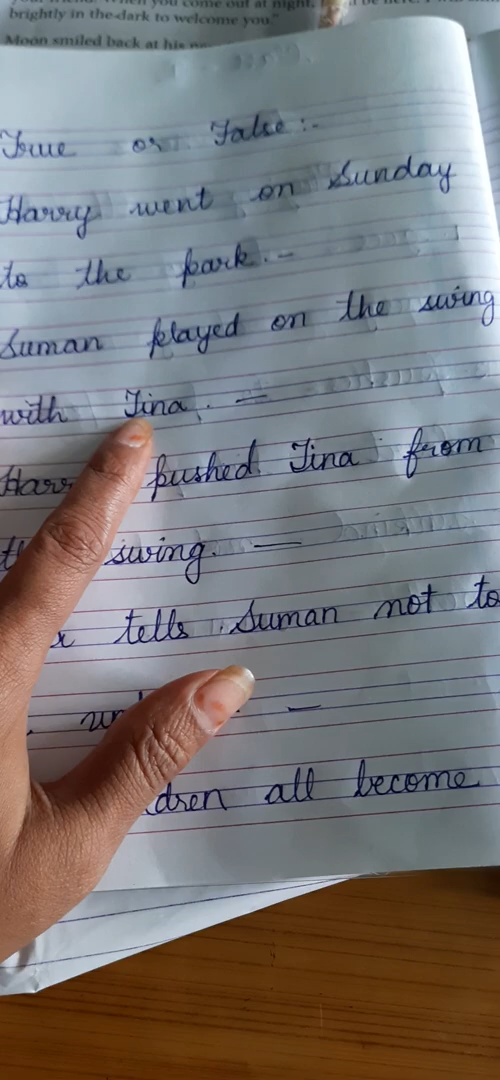 brightly in the dark to welcome you."
Moon smiled back at his
True or False:-
Harry went on Sunday
to the park.-
Suman played on the swing
with Tina. —
pushed Tina from
swing. —
tells Suman not to
—
all become